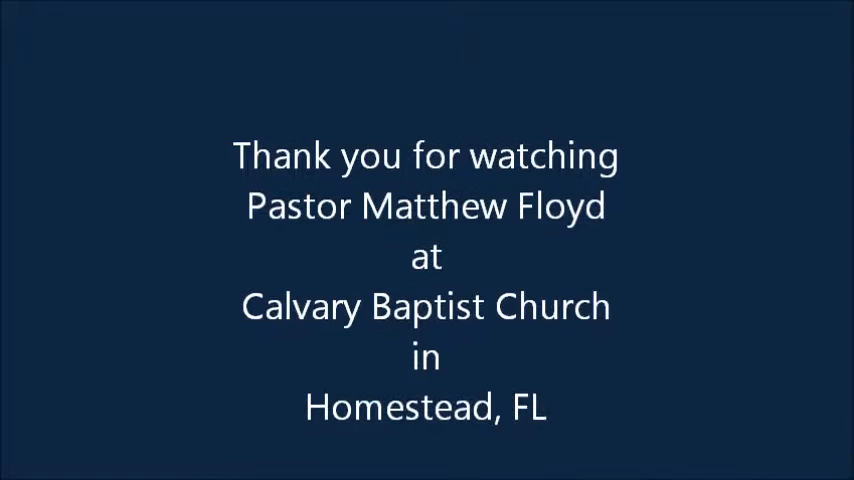 Thank you for watching
Pastor Matthew Floyd
at
Calvary Baptist Church
in
Homestead, FL